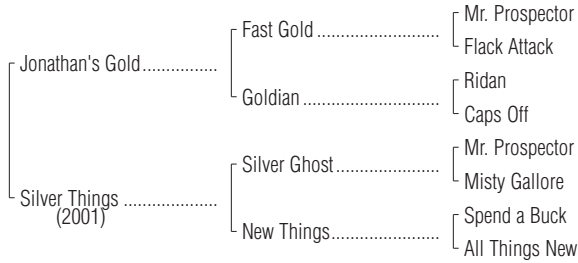 Mr. Prospector
Fast Gold ........................
Flack Attack
Jonathan's Gold ...............
Ridan
Goldian ...........................
Caps Off
Mr. Prospector
Silver Ghost ....................
Misty Gallore
Silver Things ..................
(2001)
Spend a Buck
New Things.....................
All Things New